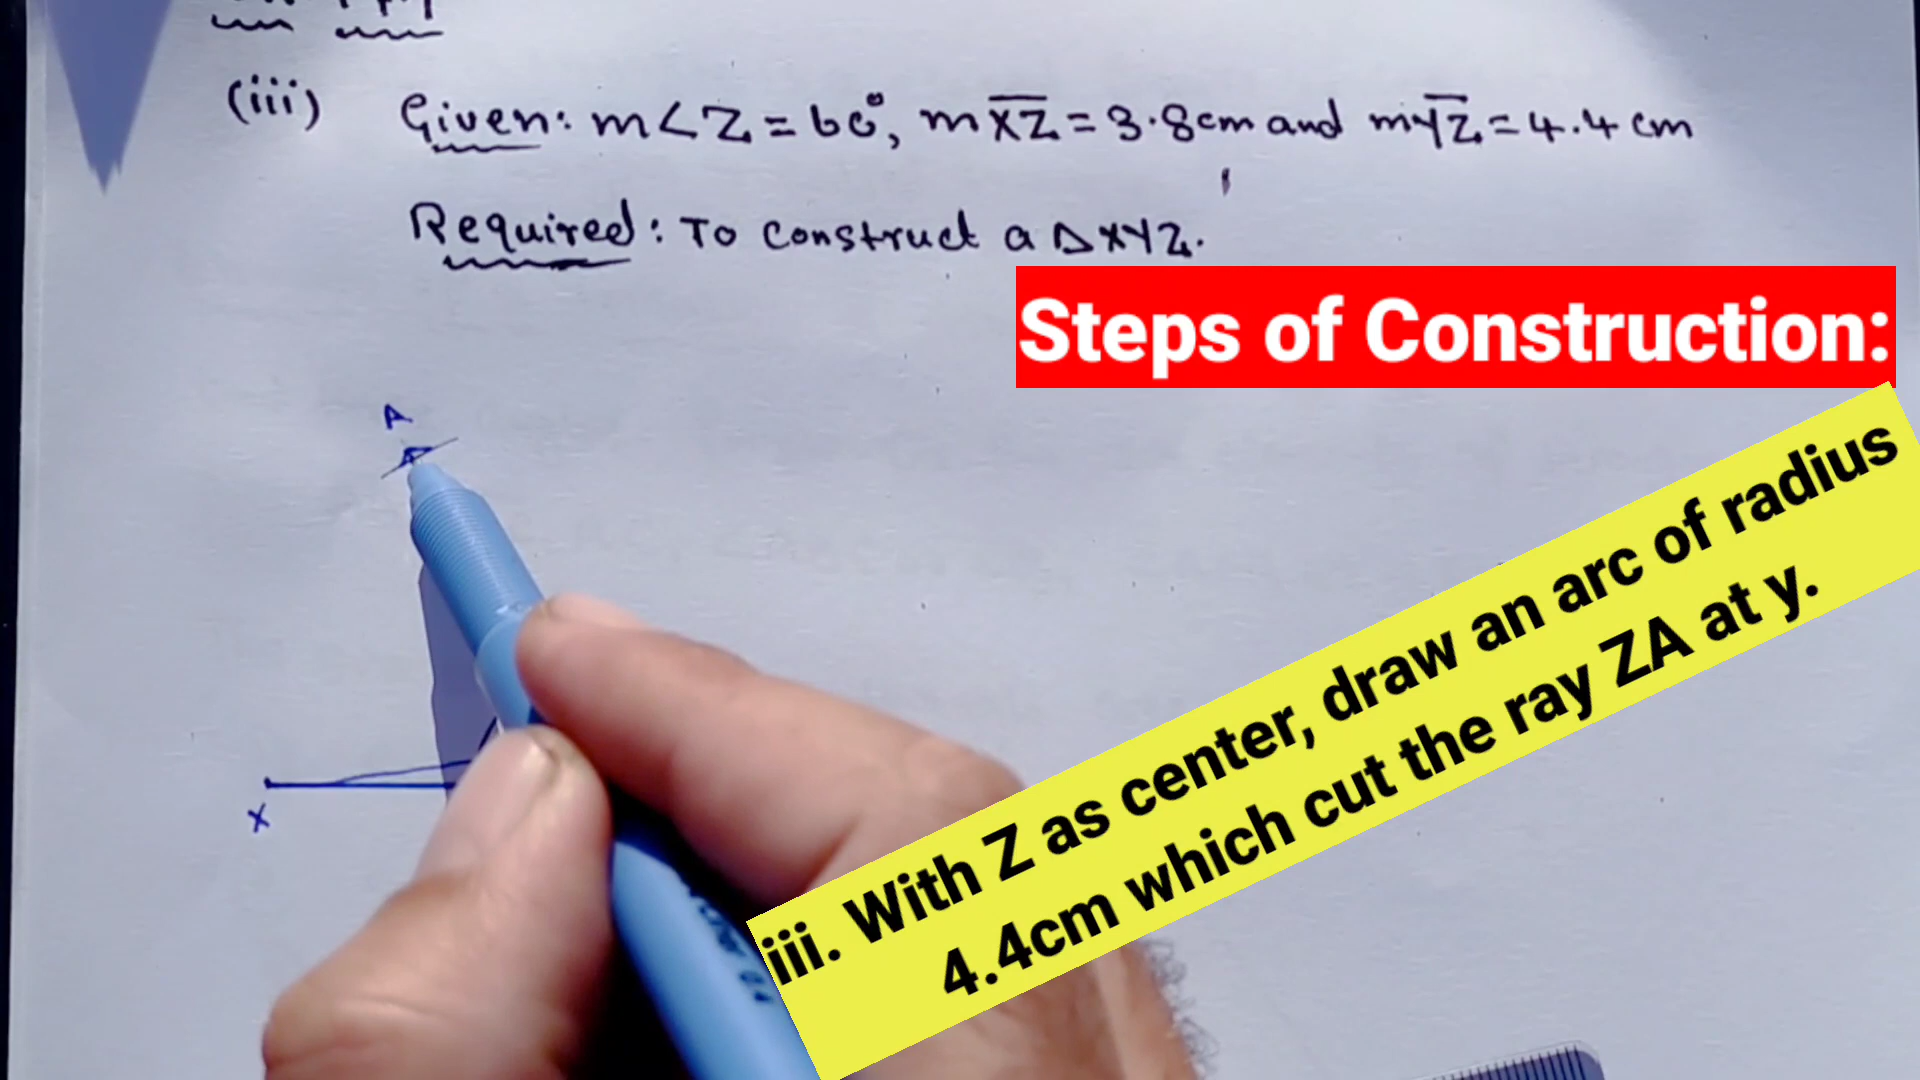 (iii) Given: m∠Z = 60°, mXZ = 3.8cm and mYZ = 4.4 cm
Required: To construct a ΔXYZ.
Steps of Construction:
A
iii. With Z as center, draw an arc of radius
4.4cm which cut the ray ZA at y.
X